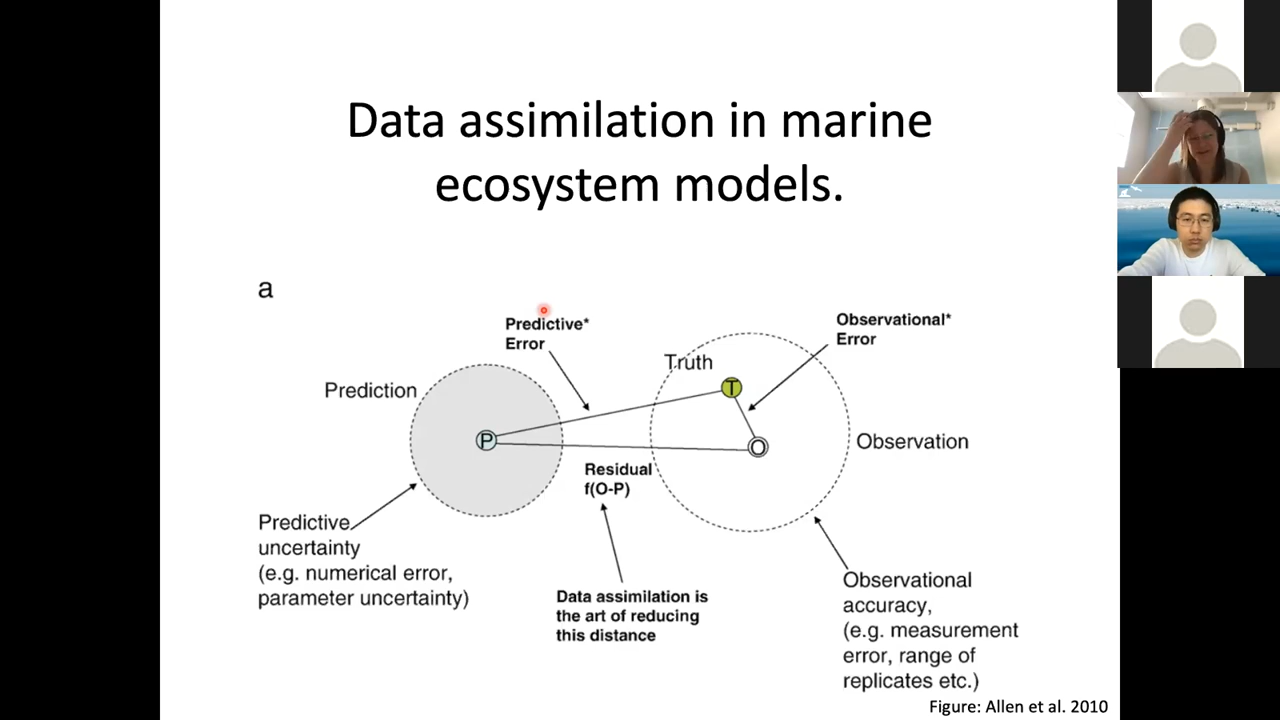 Data assimilation in marine
ecosystem models.
a
Predictive*
Error
Observational*
Error
Truth
T
Prediction
P
O
Observation
Residual
f(O-P)
Predictive
uncertainty
(e.g. numerical error,
parameter uncertainty)
Data assimilation is
the art of reducing
this distance
Observational
accuracy,
(e.g. measurement
error, range of
replicates etc.)
Figure: Allen et al. 2010